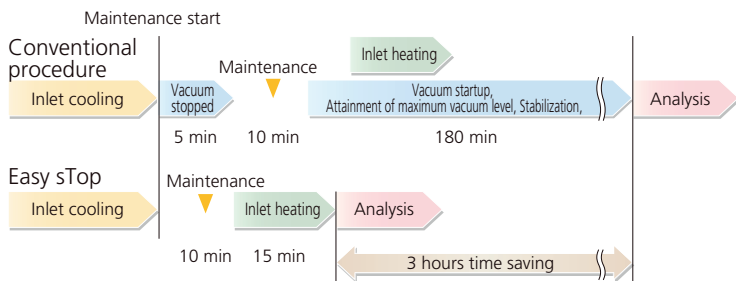 Maintenance start
Conventional
procedure
Inlet heating
Maintenance
Inlet cooling
Vacuum
stopped
Vacuum startup,
Attainment of maximum vacuum level, Stabilization,
Analysis
5 min
10 min
180 min
Easy sTop
Maintenance
Inlet cooling
Inlet heating
Analysis
10 min
15 min
3 hours time saving